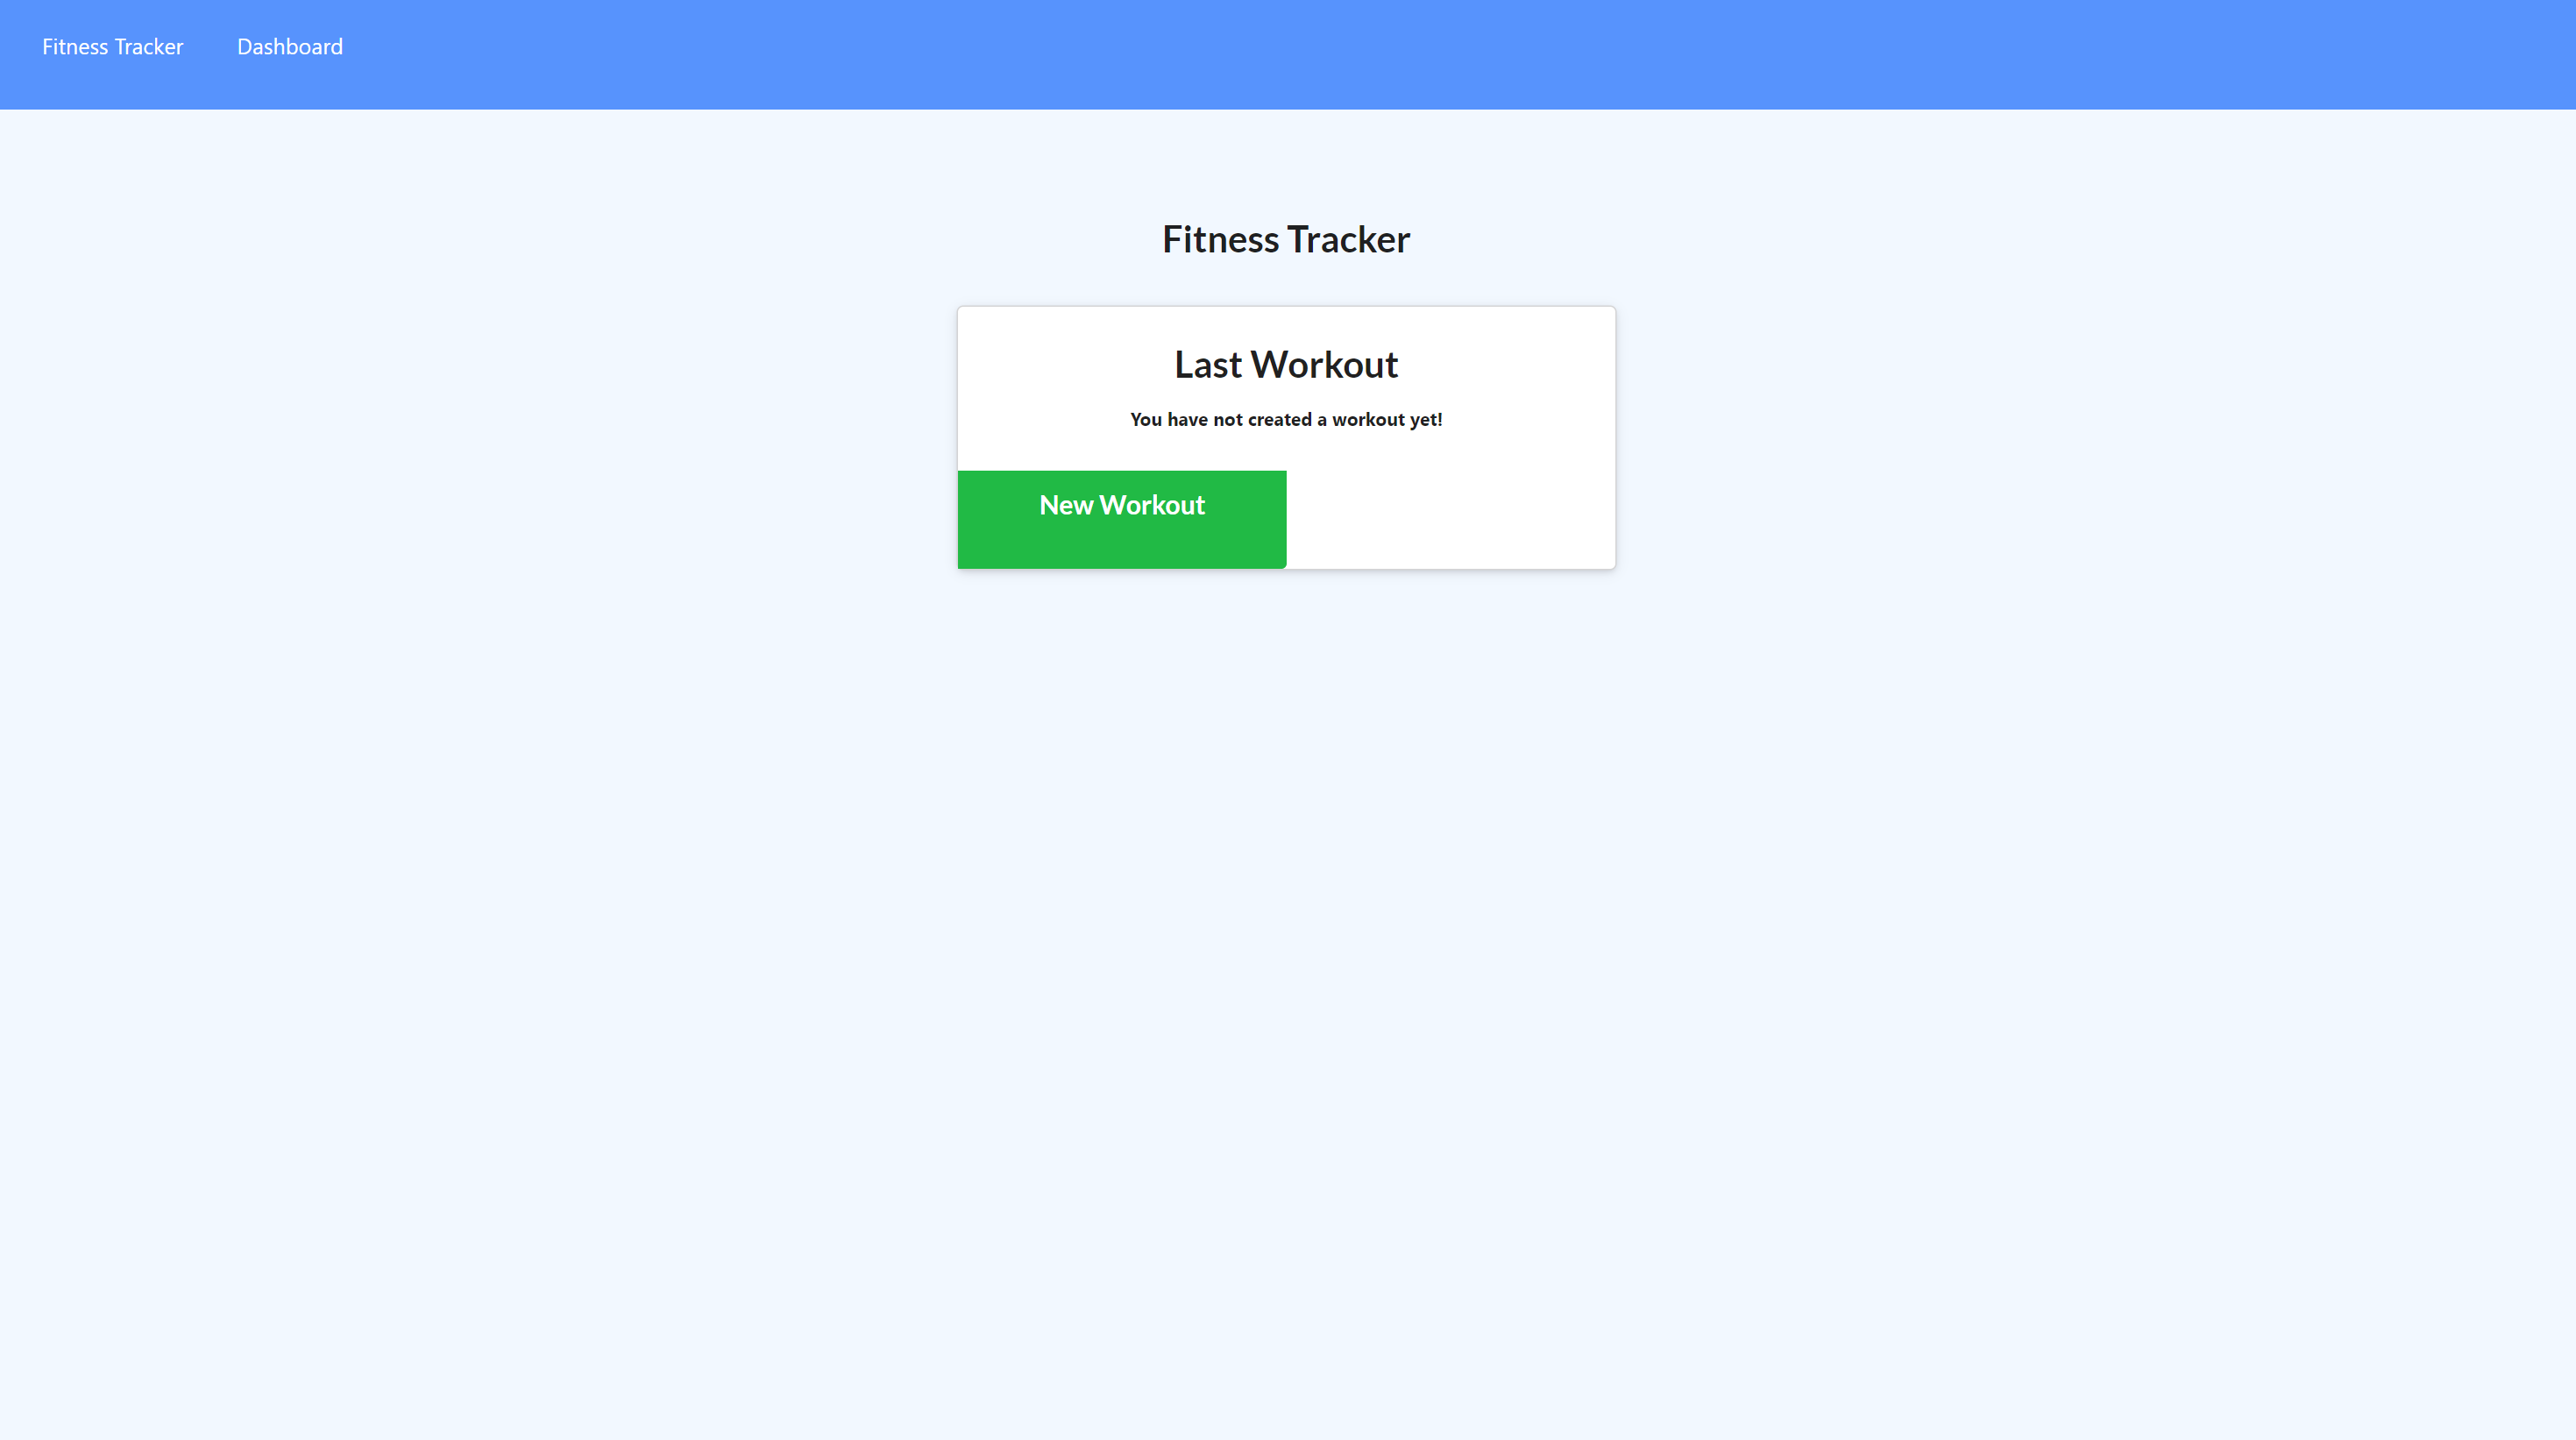 Fitness Tracker Dashboard
Fitness Tracker
Last Workout
You have not created a workout yet!
New Workout